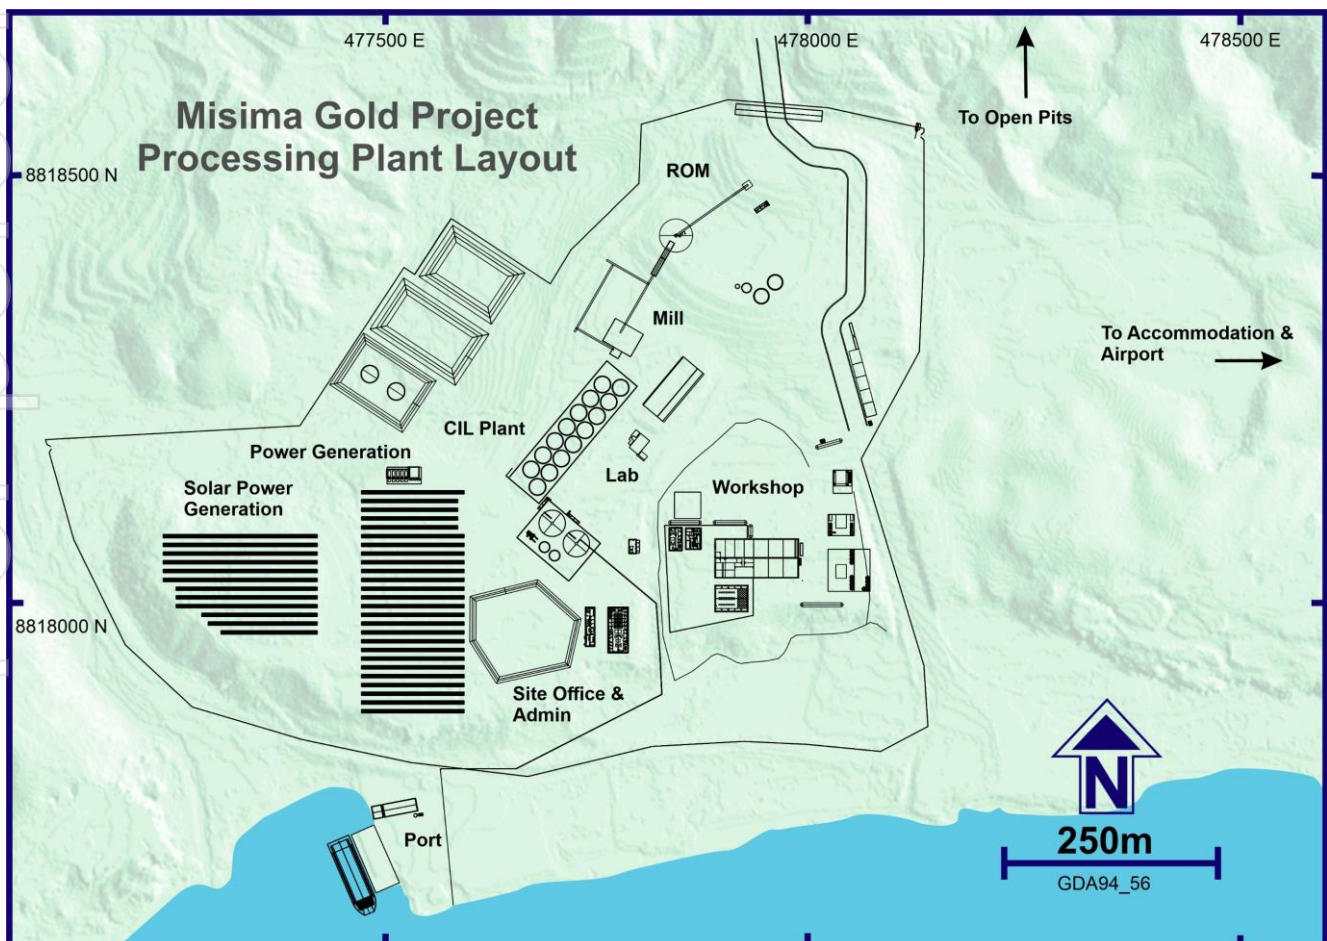 477500 E
478000 E
478500 E
Misima Gold Project
Processing Plant Layout
To Open Pits
8818500 N
ROM
Mill
To Accommodation &
Airport
CIL Plant
Power Generation
Lab
Solar Power
Generation
Workshop
8818000 N
Site Office &
Admin
N
Port
250m
GDA94_56